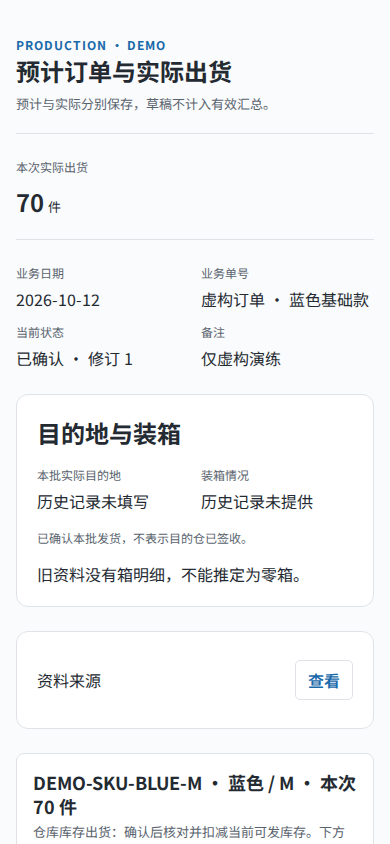 PRODUCTION · DEMO
预计订单与实际出货
预计与实际分别保存，草稿不计入有效汇总。
本次实际出货
70 件
业务日期
2026-10-12
业务单号
虚构订单 · 蓝色基础款
当前状态
已确认 · 修订 1
备注
仅虚构演练
目的地与装箱
本批实际目的地
历史记录未填写
装箱情况
历史记录未提供
已确认本批发货，不表示目的仓已签收。
旧资料没有箱明细，不能推定为零箱。
资料来源
查看
DEMO-SKU-BLUE-M · 蓝色 / M · 本次
70 件
仓库库存出货：确认后核对并扣减当前可发库存。下方